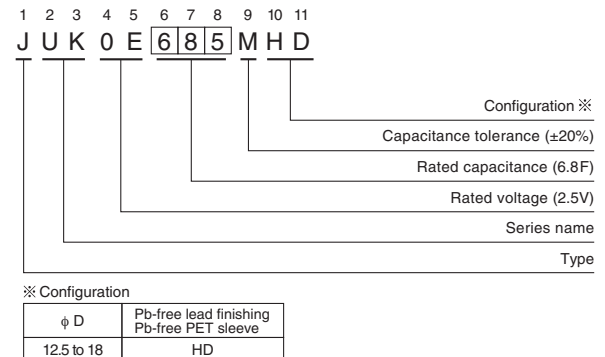 1 2 3 4 5 6 7 8 9 10 11
J U K 0 E 6 8 5 M H D
Configuration ※
Capacitance tolerance (±20%)
Rated capacitance (6.8F)
Rated voltage (2.5V)
Series name
Type
※ Configuration
ϕ D Pb-free lead finishing
Pb-free PET sleeve
12.5 to 18 HD